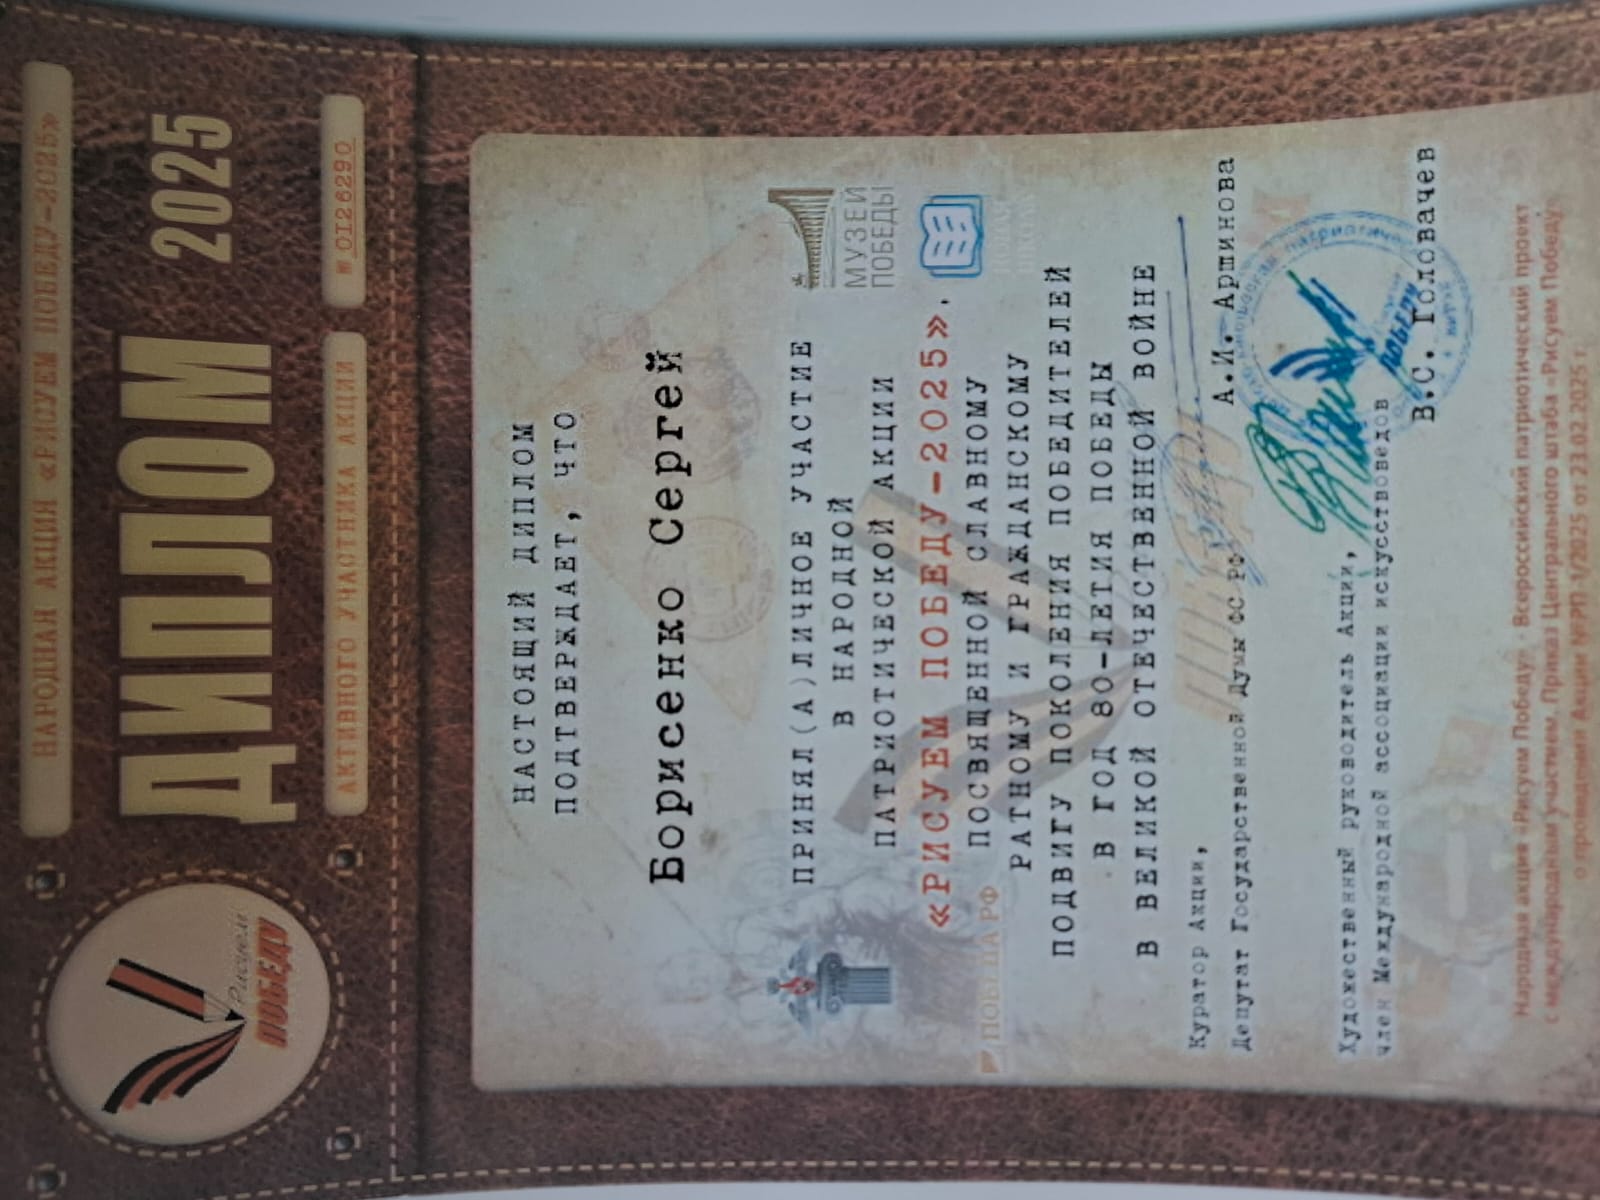 НАРОДНАЯ АКЦИЯ «РИСУЕМ ПОБЕДУ-2025»
ДИПЛОМ 2025
АКТИВНОГО УЧАСТНИКА АКЦИИ
№ 0126290
Рисуем
ПОБЕДУ
НАСТОЯЩИЙ ДИПЛОМ
ПОДТВЕРЖДАЕТ, ЧТО
Борисенко Сергей
ПРИНЯЛ(А)ЛИЧНОЕ УЧАСТИЕ
В НАРОДНОЙ
ПАТРИОТИЧЕСКОЙ АКЦИИ
«РИСУЕМ ПОБЕДУ-2025».
ПОСВЯЩЕННОЙ СЛАВНОМУ
РАТНОМУ И ГРАЖДАНСКОМУ
ПОДВИГУ ПОКОЛЕНИЯ ПОБЕДИТЕЛЕЙ
В ГОД 80-ЛЕТИЯ ПОБЕДЫ
В ВЕЛИКОЙ ОТЕЧЕСТВЕННОЙ ВОЙНЕ
МУЗЕЙ
ПОБЕДЫ
ПОБЕДА РФ
Куратор Акции,
Депутат Государственной Думы ФС РФ
А.И. Аршинова
Художественный руководитель Акции,
член Международной ассоциации искусствоведов
В.С. Головачев
ПОБЕДУ
Народная акция «Рисуем Победу» - Всероссийский патриотический проект
с международным участием. Приказ Центрального штаба «Рисуем Победу»
о проведении Акции №РП-1/2025 от 23.02.2025 г.